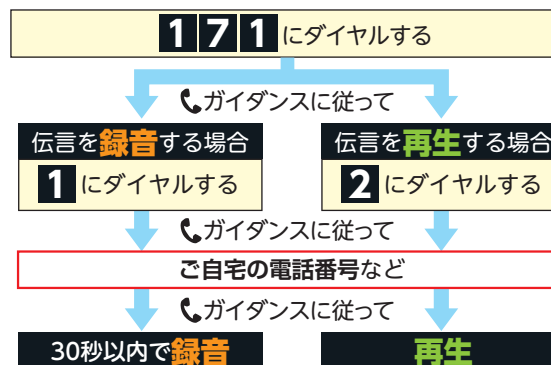 171にダイヤルする
ガイダンスに従って
伝言を録音する場合
1にダイヤルする
伝言を再生する場合
2にダイヤルする
ガイダンスに従って
ご自宅の電話番号など
ガイダンスに従って
30秒以内で録音
再生